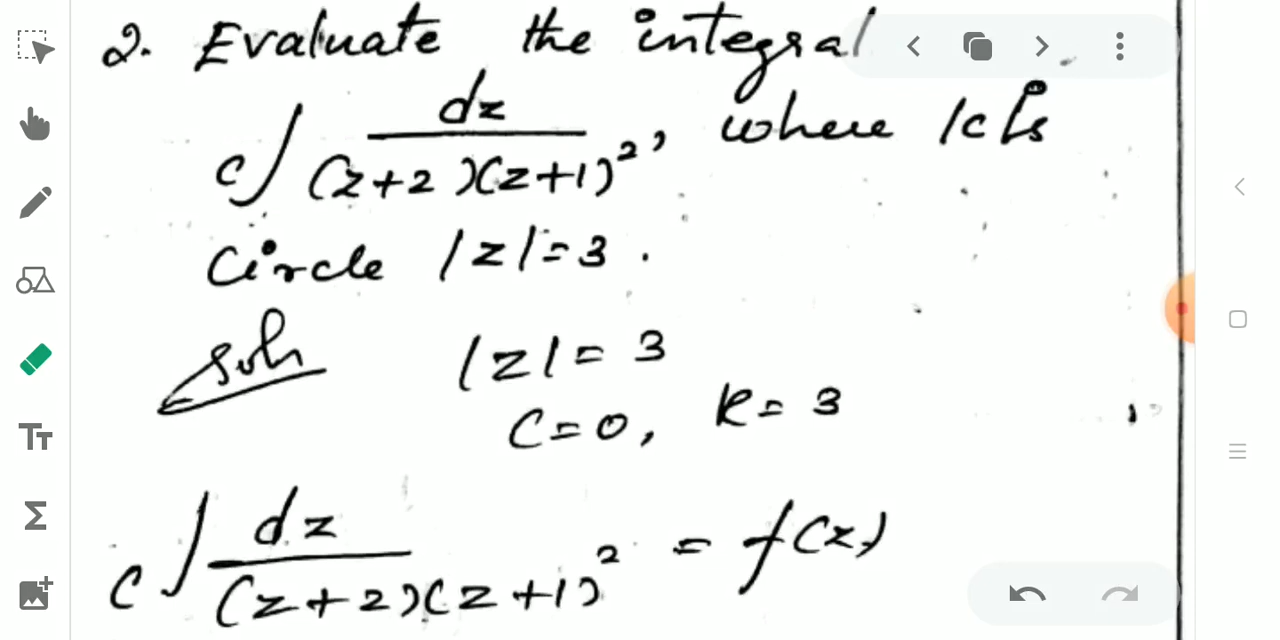 2. Evaluate the integral
c∫ dz / (z+2)(z+1)², where |c| is
Circle |z|=3.
Soln |z| = 3
C=0, R=3
c∫ dz / (z+2)(z+1)² = f(z)